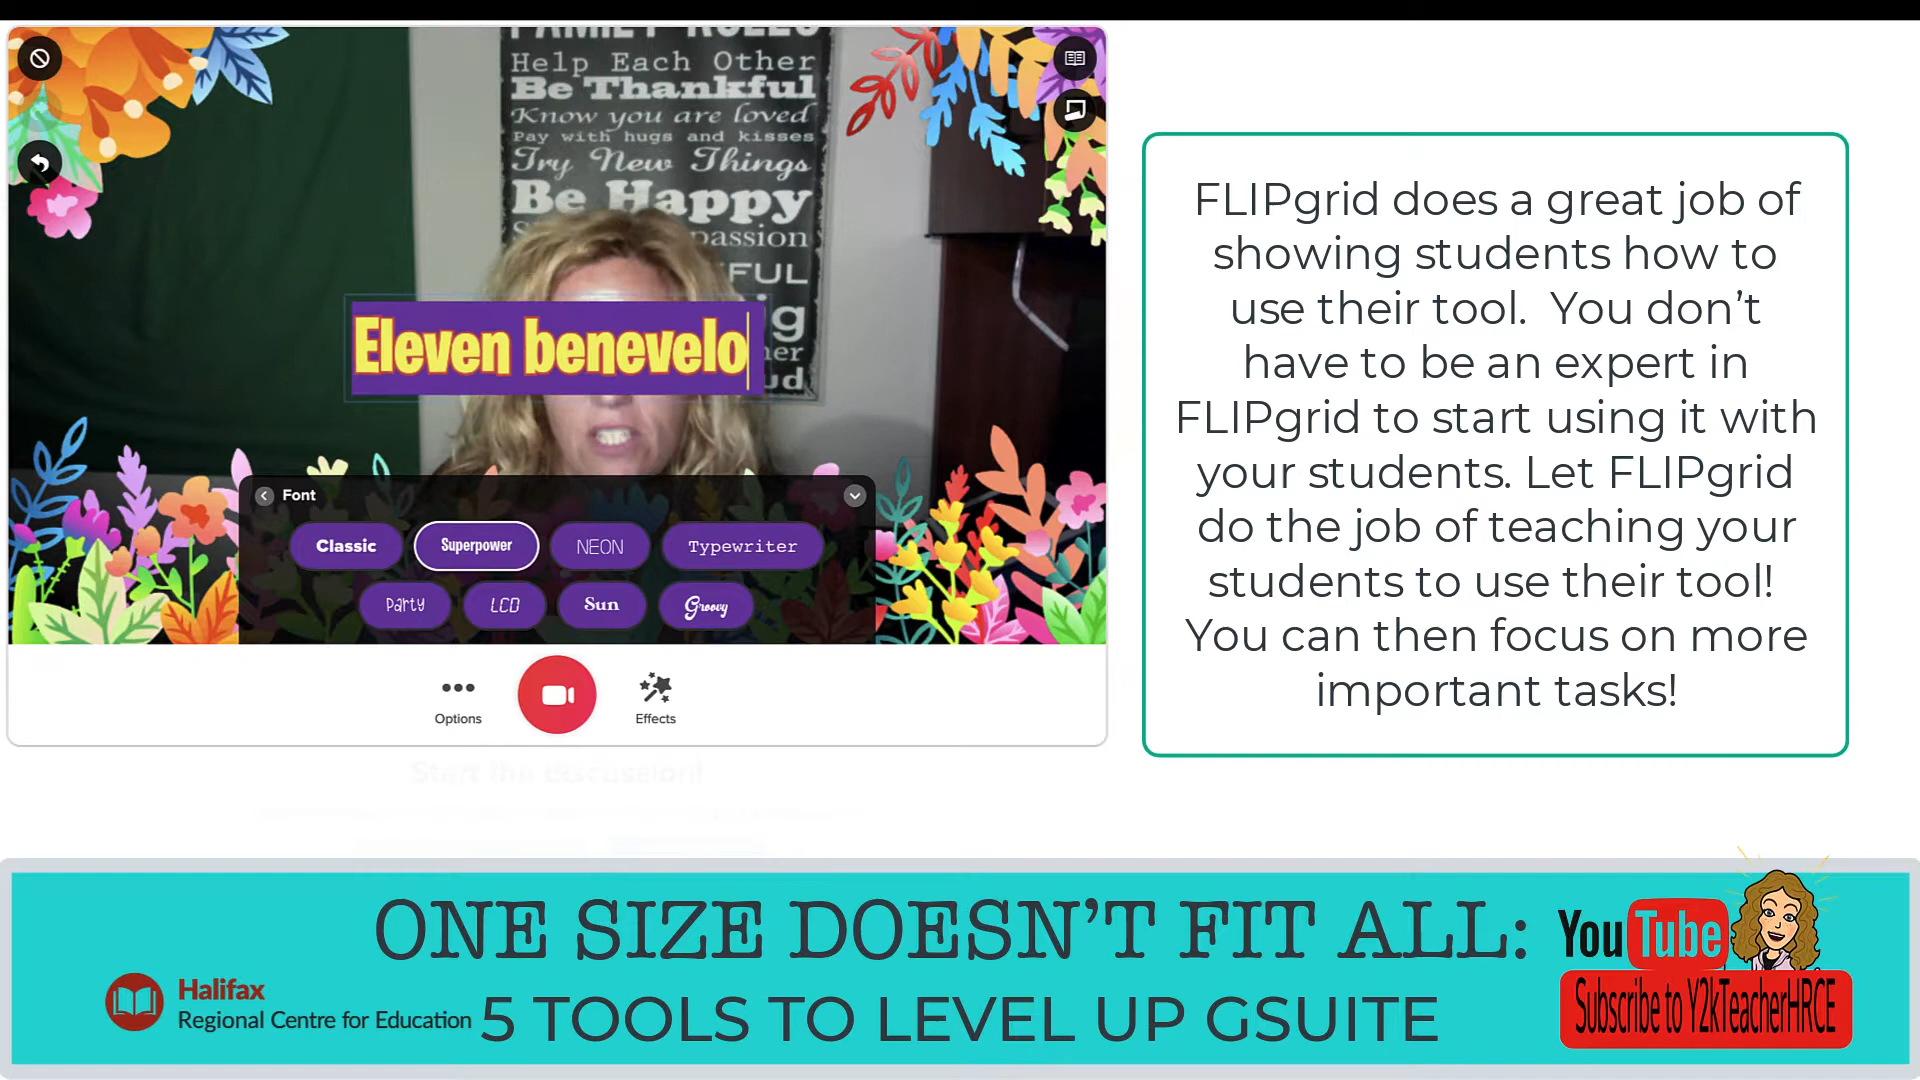 FAMILY RULES
Help Each Other
Be Thankful
Know you are loved
Pay with hugs and kisses
Try New Things
Be Happy
passion
FUL
Eleven benevelo
Font
Classic
Superpower
NEON
Typewriter
Party
LCD
Sun
Groovy
Options
Effects
Start the discussion!
FLIPgrid does a great job of
showing students how to
use their tool.  You don’t
have to be an expert in
FLIPgrid to start using it with
your students. Let FLIPgrid
do the job of teaching your
students to use their tool!
You can then focus on more
important tasks!
ONE SIZE DOESN’T FIT ALL:
5 TOOLS TO LEVEL UP GSUITE
Halifax
Regional Centre for Education
YouTube
Subscribe to Y2kTeacherHRCE